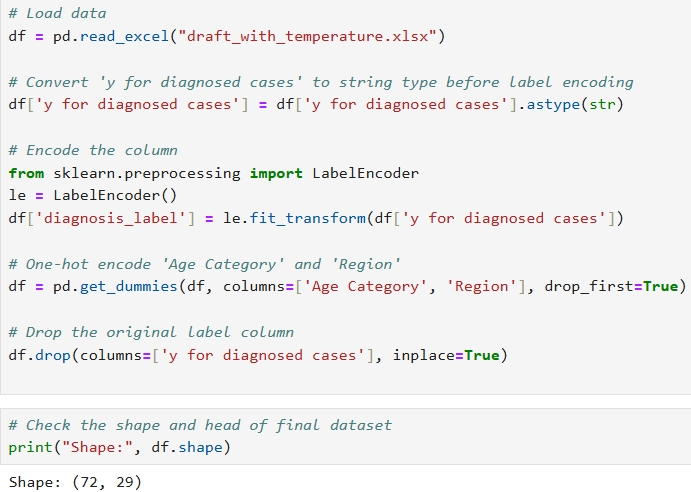 # Load data
df = pd.read_excel("draft_with_temperature.xlsx")
# Convert 'y for diagnosed cases' to string type before label encoding
df['y for diagnosed cases'] = df['y for diagnosed cases'].astype(str)
# Encode the column
from sklearn.preprocessing import LabelEncoder
le = LabelEncoder()
df['diagnosis_label'] = le.fit_transform(df['y for diagnosed cases'])
# One-hot encode 'Age Category' and 'Region'
df = pd.get_dummies(df, columns=['Age Category', 'Region'], drop_first=True)
# Drop the original label column
df.drop(columns=['y for diagnosed cases'], inplace=True)
# Check the shape and head of final dataset
print("Shape:", df.shape)
Shape: (72, 29)